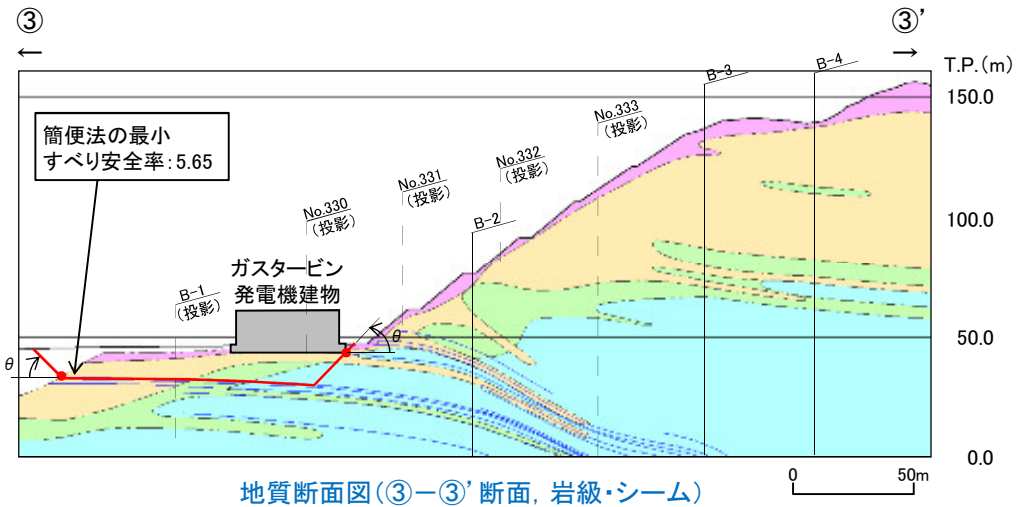 ③
③’
←
→
T.P.(m)
簡便法の最小
すべり安全率:5.65
ガスタービン
発電機建物
B-1
(投影)
No.330
(投影)
No.331
(投影)
B-2
No.332
(投影)
No.333
(投影)
B-3
B-4
150.0
100.0
50.0
0.0
θ
θ
0
50m
地質断面図(③-③’断面, 岩級・シーム)